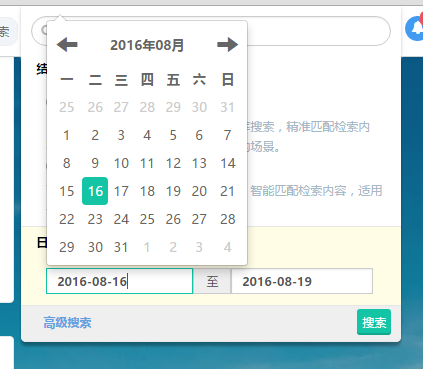 索
2016年08月
一 二 三 四 五 六 日
25 26 27 28 29 30 31
1 2 3 4 5 6 7
8 9 10 11 12 13 14
15 16 17 18 19 20 21
22 23 24 25 26 27 28
29 30 31 1 2 3 4
结
搜索，精准匹配检索内
的场景。
智能匹配检索内容，适用
日
2016-08-16 至 2016-08-19
高级搜索 搜索